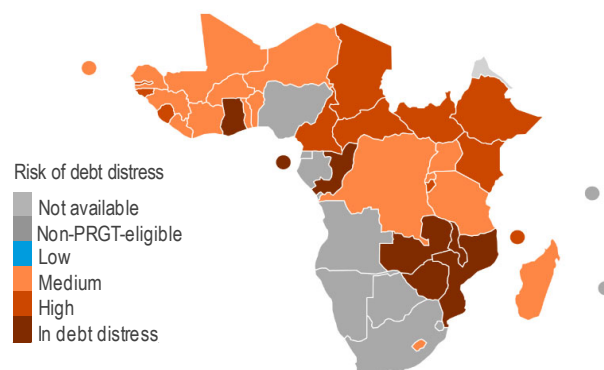 Risk of debt distress
Not available
Non-PRGT-eligible
Low
Medium
High
In debt distress